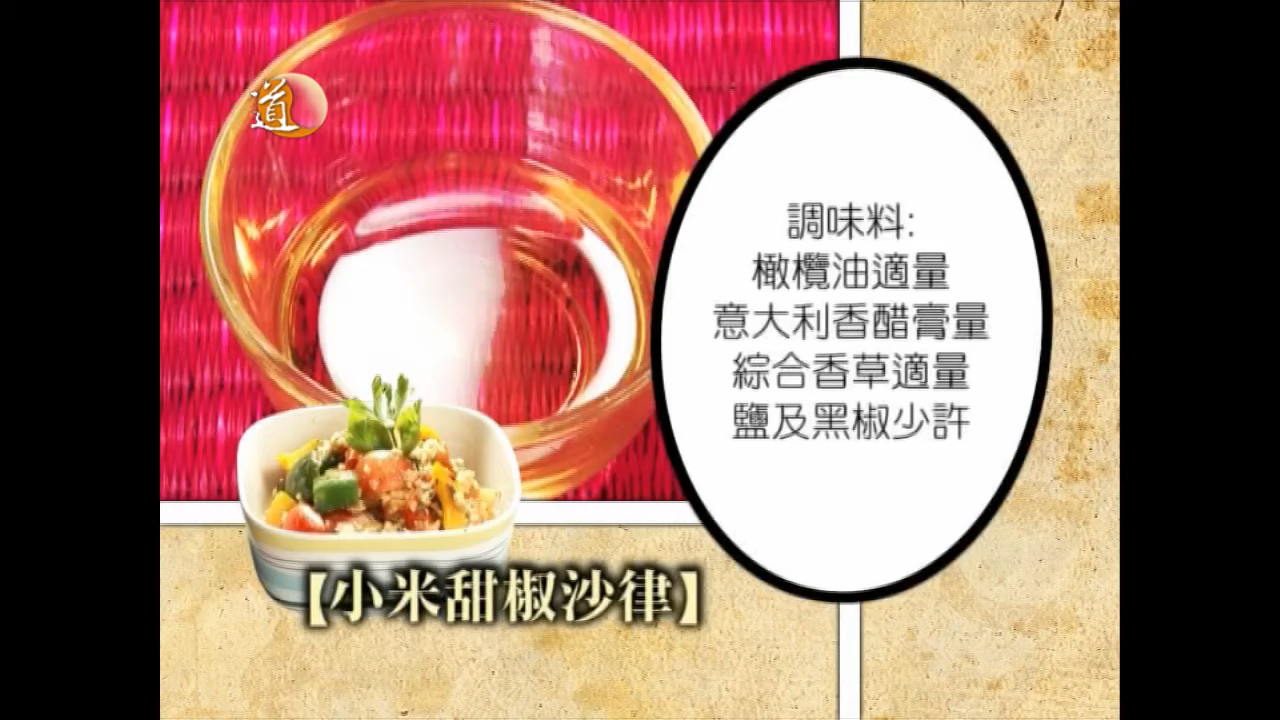 道
調味料:
橄欖油適量
意大利香醋膏量
綜合香草適量
鹽及黑椒少許
【小米甜椒沙律】